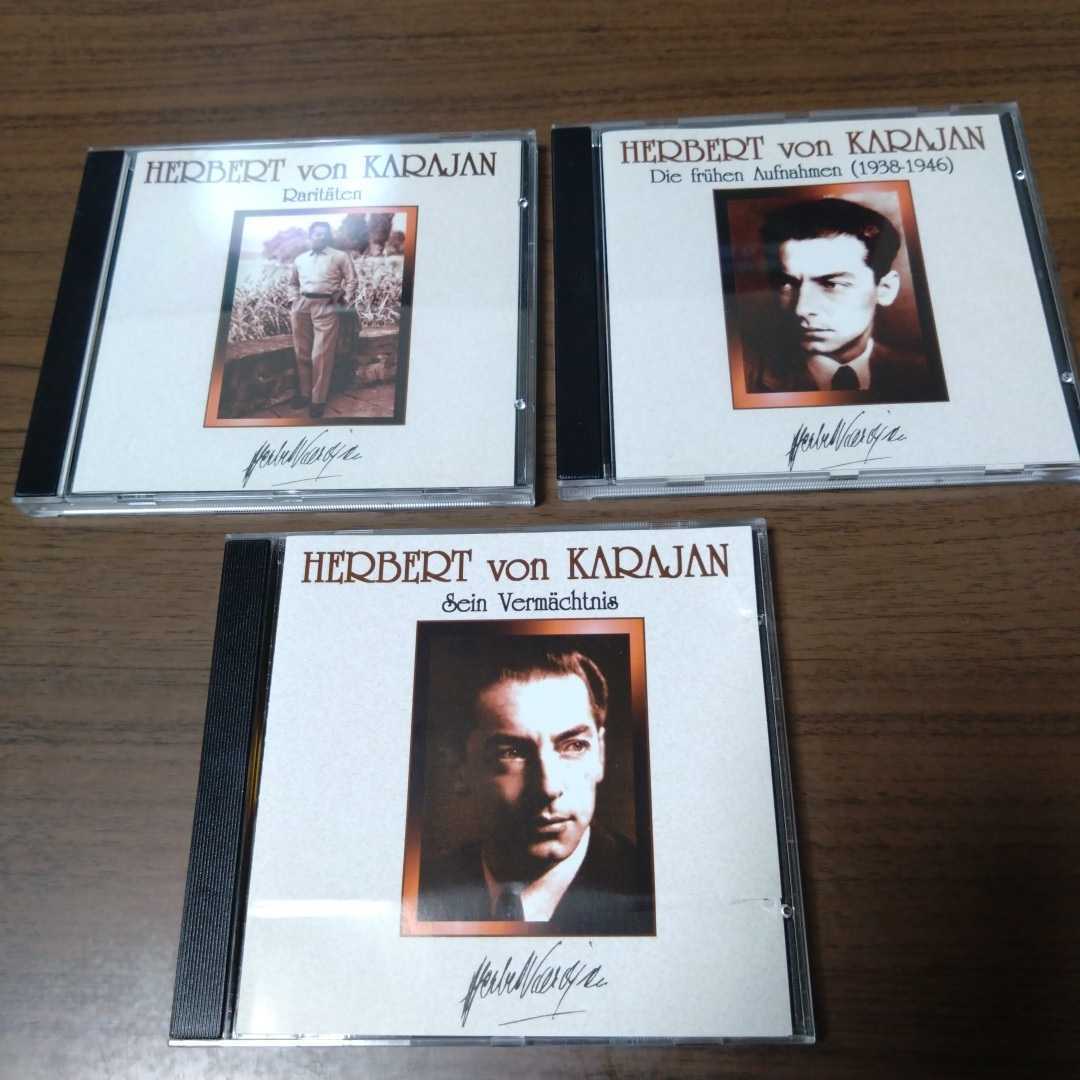 HERBERT von KARAJAN
Raritäten
HERBERT von KARAJAN
Die frühen Aufnahmen (1938-1946)
HERBERT von KARAJAN
Sein Vermächtnis